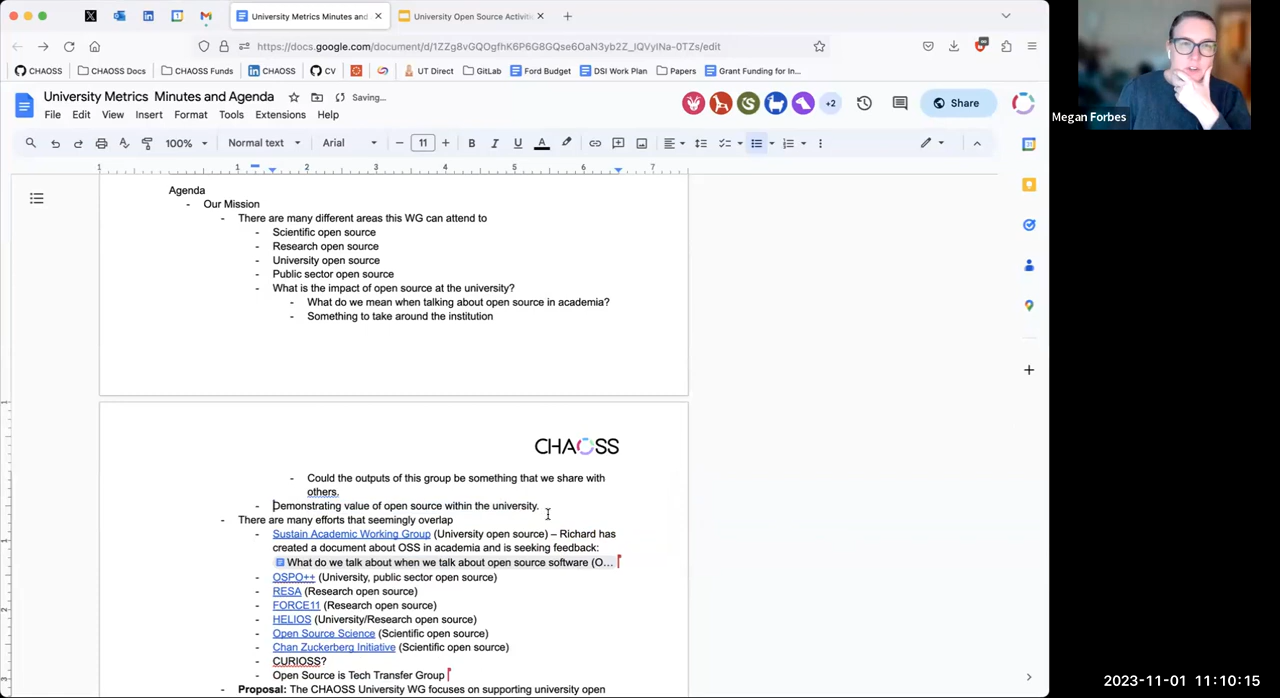 University Metrics Minutes and
University Open Source Activiti
https://docs.google.com/document/d/1ZZg8vGQOgfhK6P6G8GQse6OaN3yb2Z_IQVyINa-0TZs/edit
CHAOSS
CHAOSS Docs
CHAOSS Funds
CHAOSS
CV
UT Direct
GitLab
Ford Budget
DSI Work Plan
Papers
Grant Funding for In...
University Metrics Minutes and Agenda
Saving...
+2
Share
File Edit View Insert Format Tools Extensions Help
100% Normal text Arial 11 B I U A
1 1 2 3 4 5 6 7
Agenda
- Our Mission
- There are many different areas this WG can attend to
- Scientific open source
- Research open source
- University open source
- Public sector open source
- What is the impact of open source at the university?
- What do we mean when talking about open source in academia?
- Something to take around the institution
CHAOSS
- Could the outputs of this group be something that we share with
others.
- Demonstrating value of open source within the university.
- There are many efforts that seemingly overlap
- Sustain Academic Working Group (University open source) – Richard has
created a document about OSS in academia and is seeking feedback:
What do we talk about when we talk about open source software (O...
- OSPO++ (University, public sector open source)
- RESA (Research open source)
- FORCE11 (Research open source)
- HELIOS (University/Research open source)
- Open Source Science (Scientific open source)
- Chan Zuckerberg Initiative (Scientific open source)
- CURIOSS?
- Open Source is Tech Transfer Group
- Proposal: The CHAOSS University WG focuses on supporting university open
Megan Forbes
2023-11-01 11:10:15